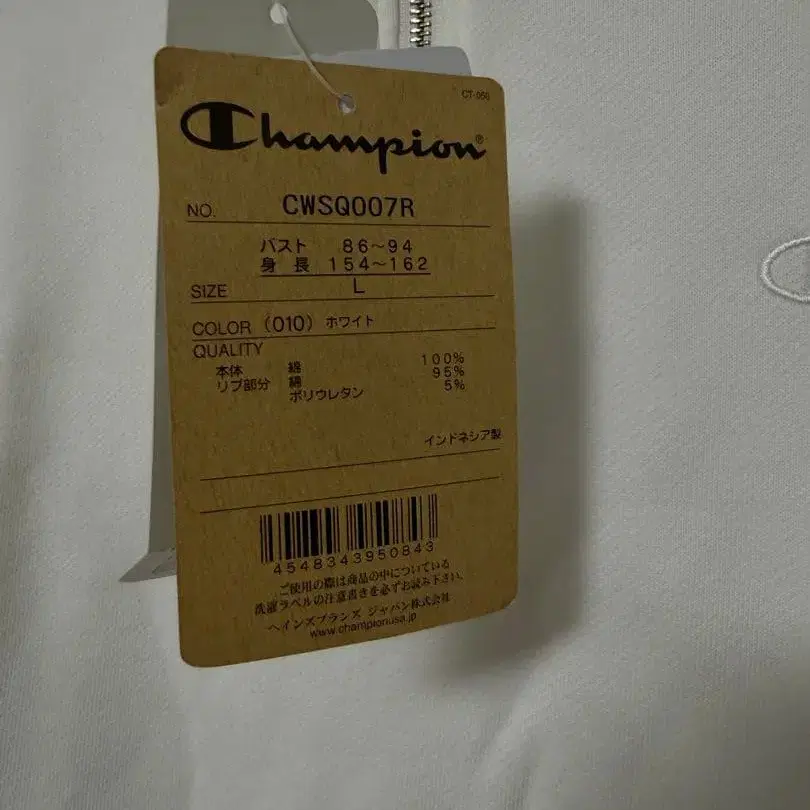 CT-056
Champion®
NO. CWSQ007R
バスト 86～94
身長 154～162
SIZE L
COLOR (010) ホワイト
QUALITY
本体 綿 100%
リブ部分 綿 95%
ポリウレタン 5%
インドネシア製
4548343950843
ご使用の際は商品の中についている
洗濯ラベルの注意書きを必ずお読み下さい。
ヘインズブランズ ジャパン株式会社
www.championusa.jp